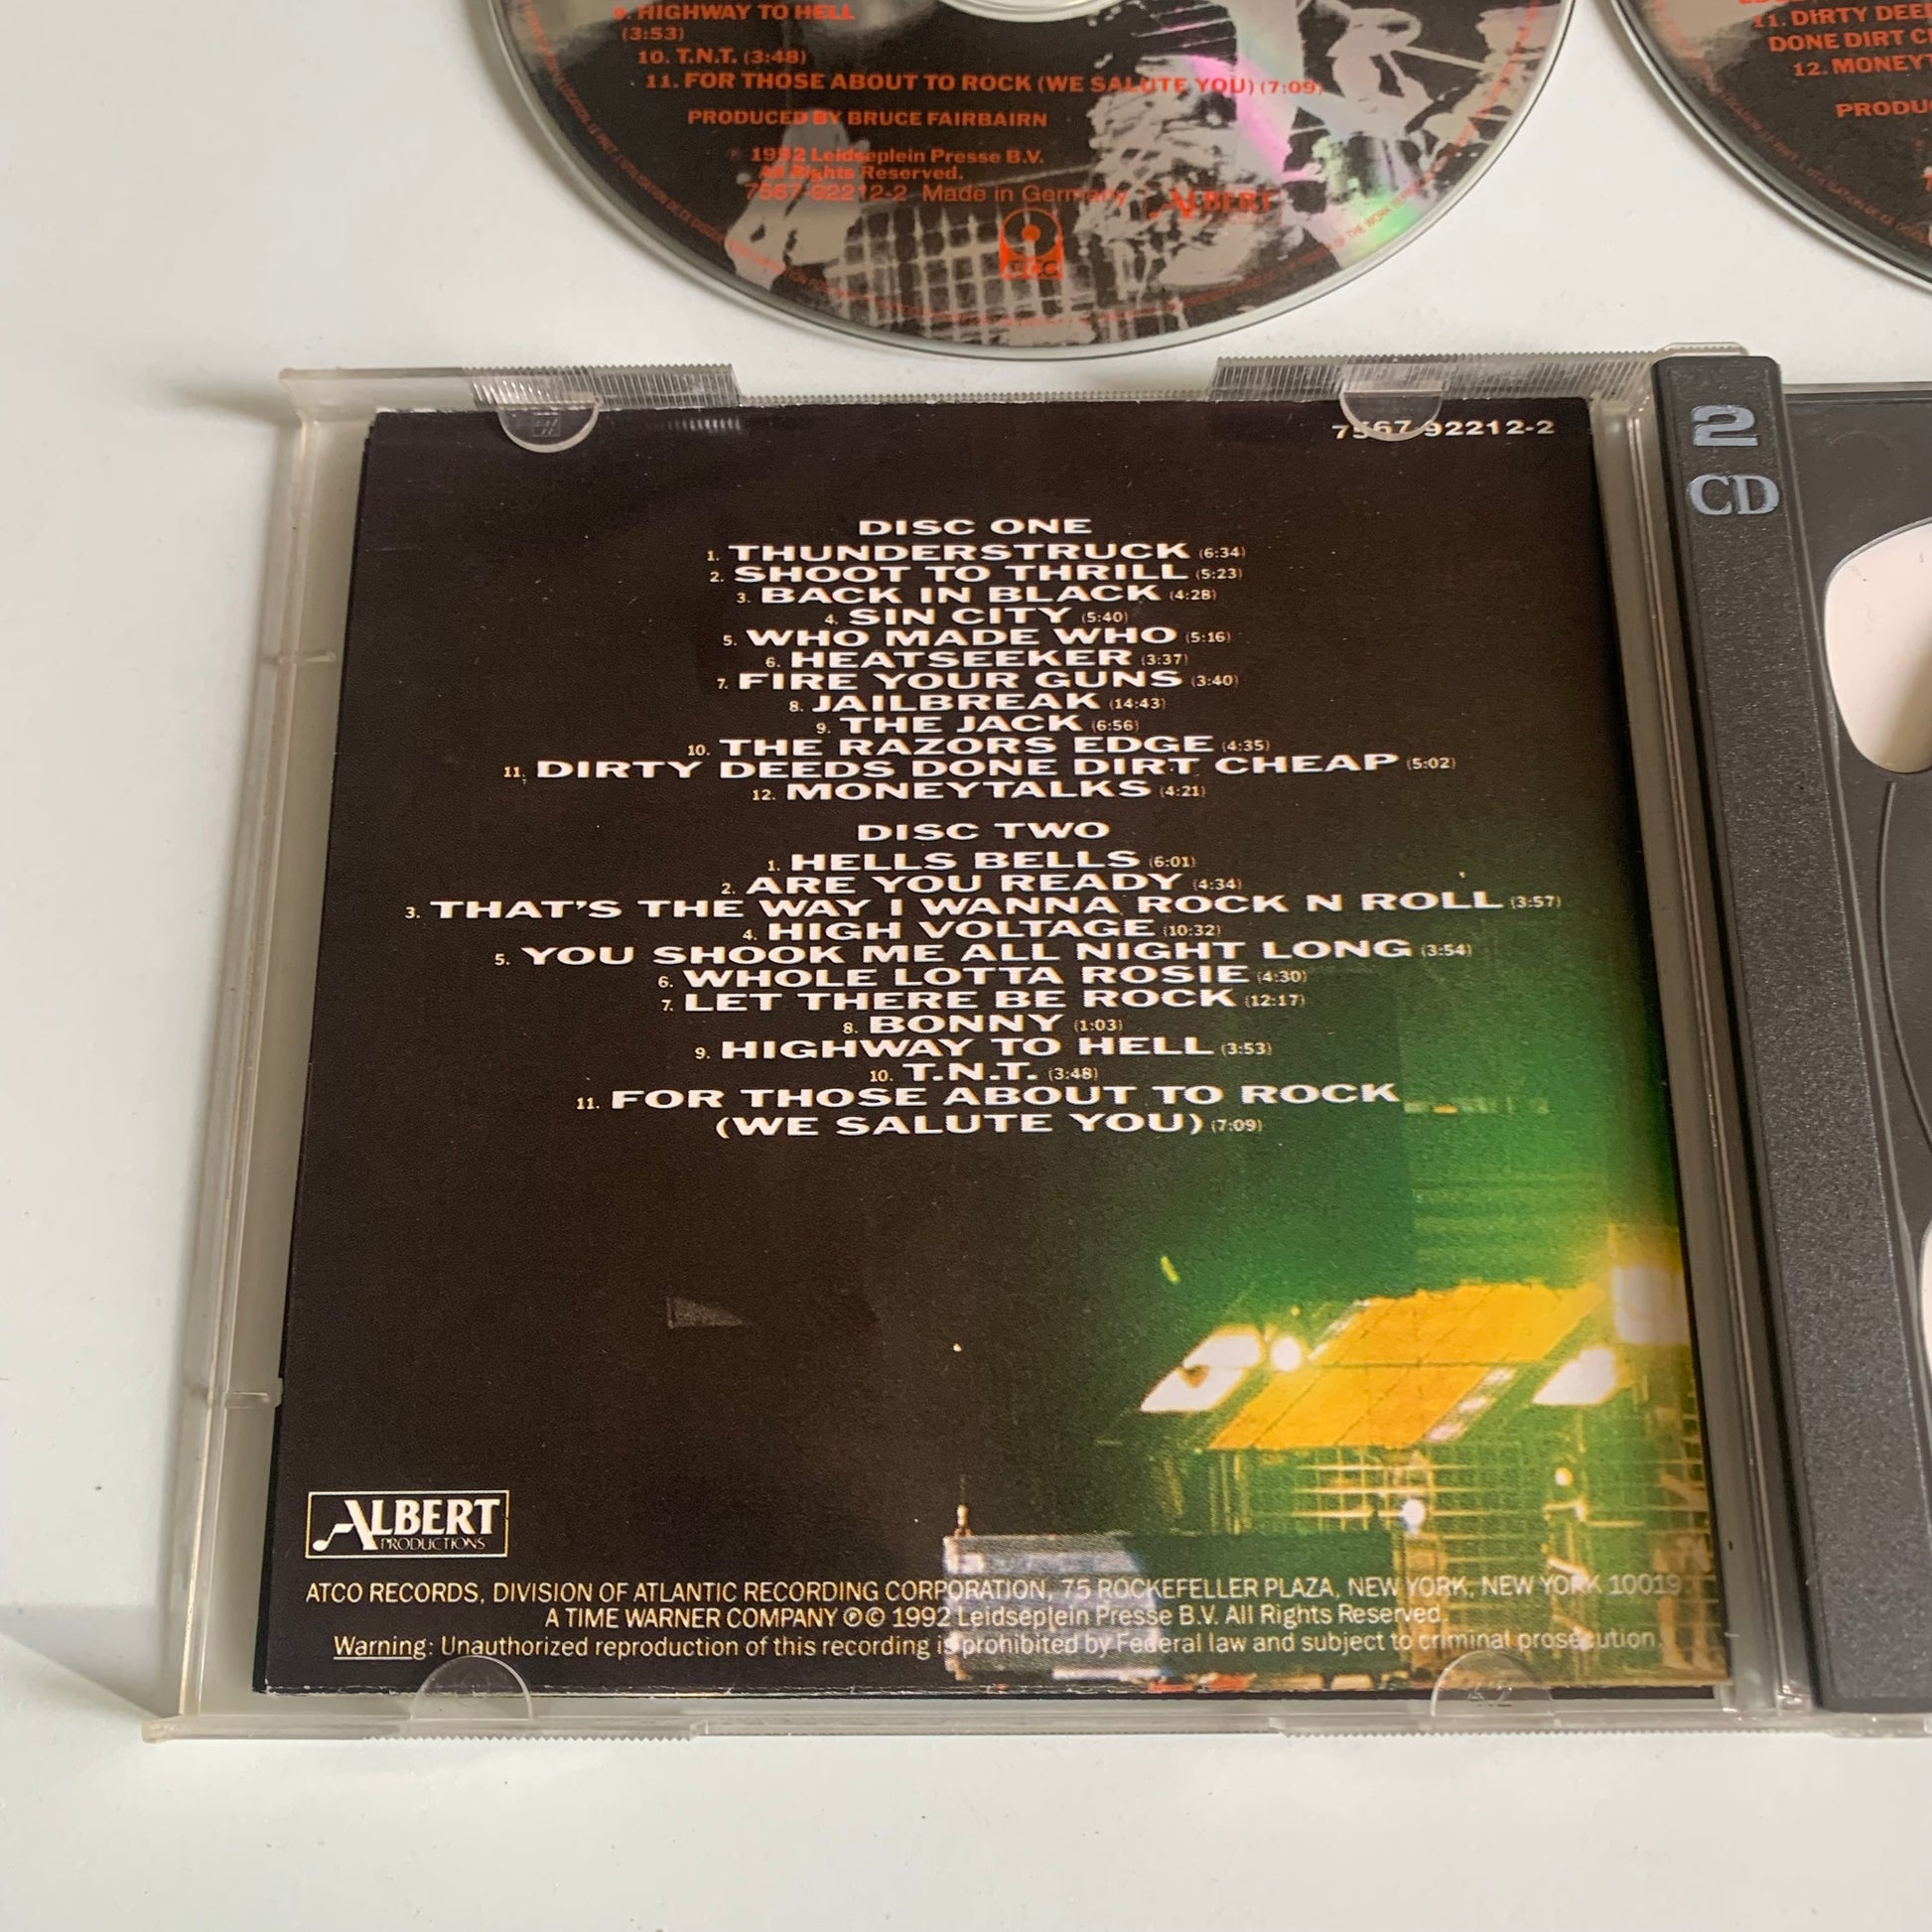 9. HIGHWAY TO HELL
(3:53)
10. T.N.T. (3:48)
11. FOR THOSE ABOUT TO ROCK (WE SALUTE YOU) (7:09)
PRODUCED BY BRUCE FAIRBAIRN
℗ 1992 Leidseplein Presse B.V.
All Rights Reserved.
7567-92212-2 Made in Germany
ALBERT
ATCO
11. DIRTY DEE
DONE DIRT C
12. MONEYT
PRODU
7567-92212-2
2
CD
DISC ONE
1. THUNDERSTRUCK (6:34)
2. SHOOT TO THRILL (5:23)
3. BACK IN BLACK (4:28)
4. SIN CITY (5:40)
5. WHO MADE WHO (5:16)
6. HEATSEEKER (3:37)
7. FIRE YOUR GUNS (3:40)
8. JAILBREAK (14:43)
9. THE JACK (6:56)
10. THE RAZORS EDGE (4:35)
11. DIRTY DEEDS DONE DIRT CHEAP (5:02)
12. MONEYTALKS (4:21)
DISC TWO
1. HELLS BELLS (6:01)
2. ARE YOU READY (4:34)
3. THAT'S THE WAY I WANNA ROCK N ROLL (3:57)
4. HIGH VOLTAGE (10:32)
5. YOU SHOOK ME ALL NIGHT LONG (3:54)
6. WHOLE LOTTA ROSIE (4:30)
7. LET THERE BE ROCK (12:17)
8. BONNY (1:03)
9. HIGHWAY TO HELL (3:53)
10. T.N.T. (3:48)
11. FOR THOSE ABOUT TO ROCK
(WE SALUTE YOU) (7:09)
ALBERT
PRODUCTIONS
ATCO RECORDS, DIVISION OF ATLANTIC RECORDING CORPORATION, 75 ROCKEFELLER PLAZA, NEW YORK, NEW YORK 10019
A TIME WARNER COMPANY ℗© 1992 Leidseplein Presse B.V. All Rights Reserved.
Warning: Unauthorized reproduction of this recording is prohibited by Federal law and subject to criminal prosecution.